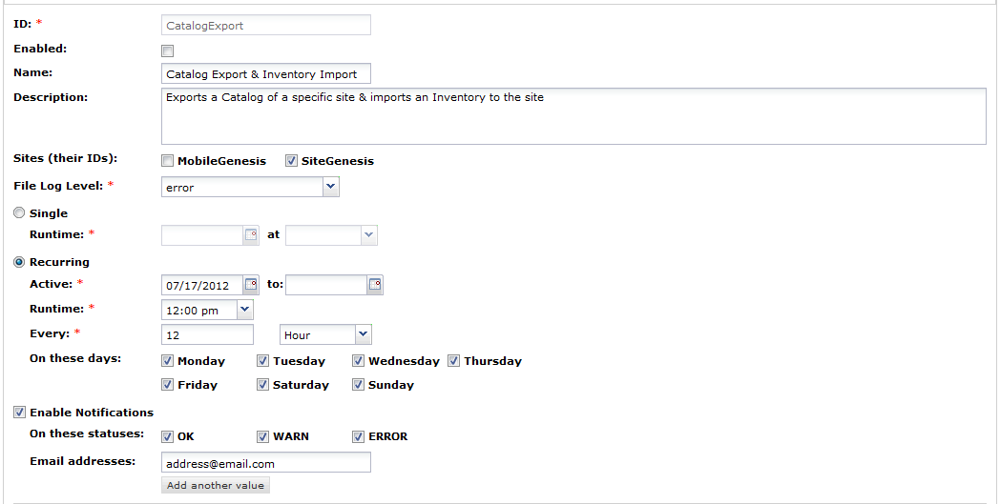 ID: * CatalogExport
Enabled:
Name: Catalog Export & Inventory Import
Description: Exports a Catalog of a specific site & imports an Inventory to the site
Sites (their IDs): MobileGenesis SiteGenesis
File Log Level: * error
Single
Runtime: * at
Recurring
Active: * 07/17/2012 to:
Runtime: * 12:00 pm
Every: * 12 Hour
On these days: Monday Tuesday Wednesday Thursday
Friday Saturday Sunday
Enable Notifications
On these statuses: OK WARN ERROR
Email addresses: address@email.com
Add another value